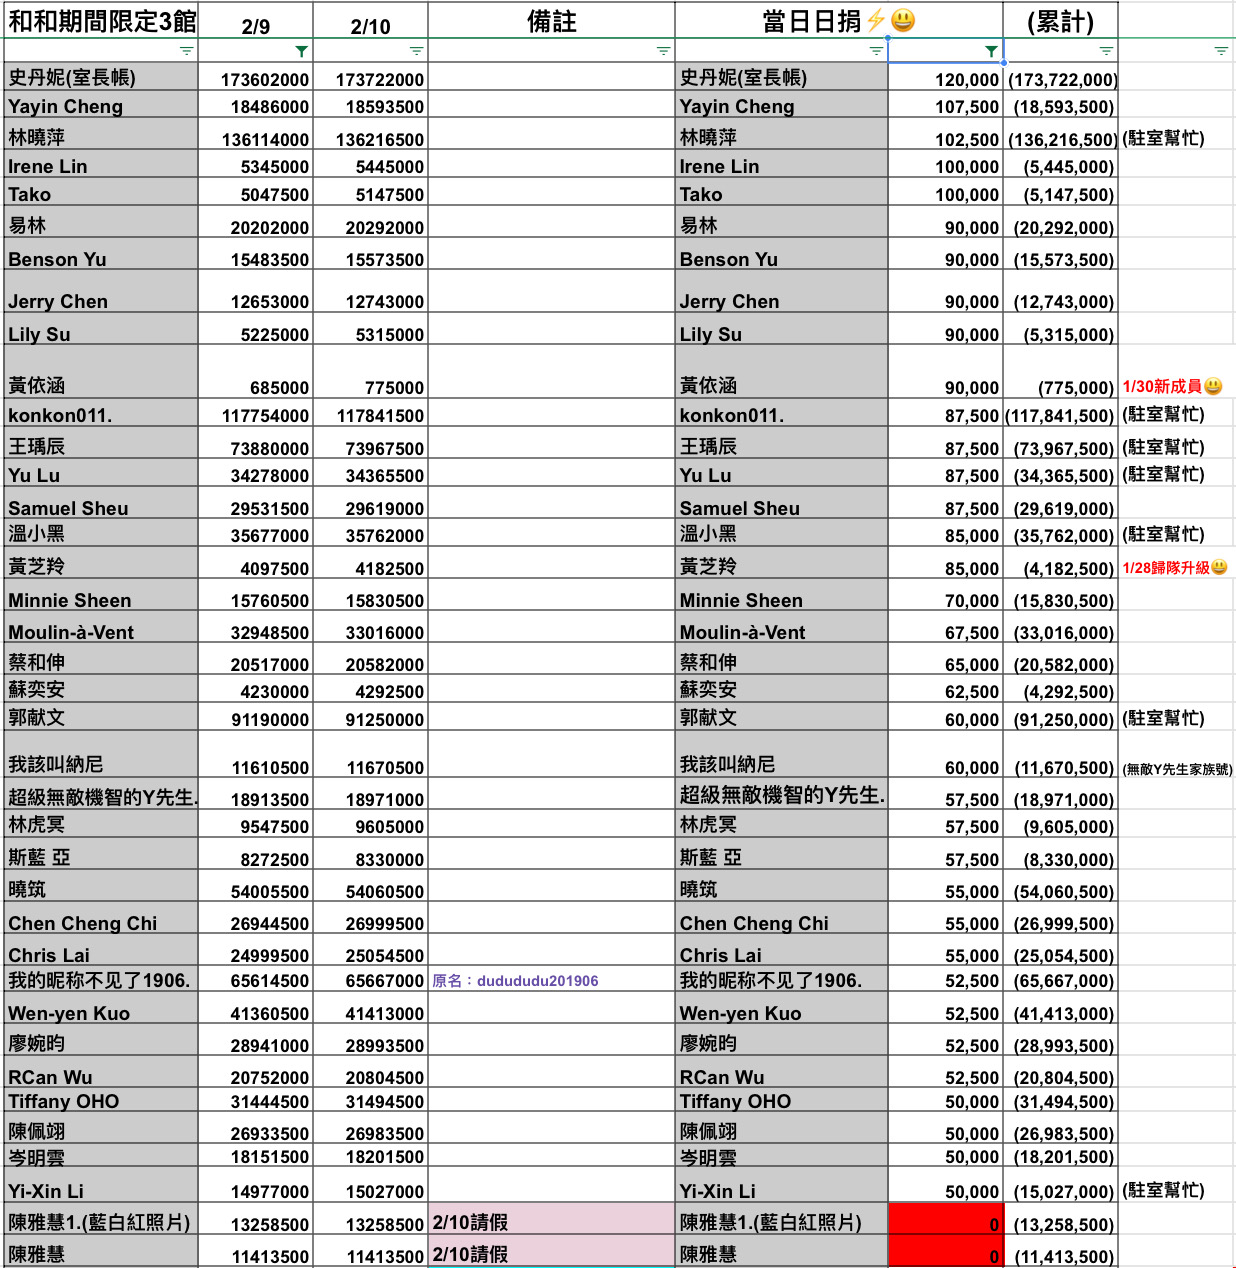 和和期間限定3館 2/9 2/10 備註 當日日捐⚡😃 (累計)
史丹妮(室長帳) 173602000 173722000 史丹妮(室長帳) 120,000 (173,722,000)
Yayin Cheng 18486000 18593500 Yayin Cheng 107,500 (18,593,500)
林曉萍 136114000 136216500 林曉萍 102,500 (136,216,500) (駐室幫忙)
Irene Lin 5345000 5445000 Irene Lin 100,000 (5,445,000)
Tako 5047500 5147500 Tako 100,000 (5,147,500)
易林 20202000 20292000 易林 90,000 (20,292,000)
Benson Yu 15483500 15573500 Benson Yu 90,000 (15,573,500)
Jerry Chen 12653000 12743000 Jerry Chen 90,000 (12,743,000)
Lily Su 5225000 5315000 Lily Su 90,000 (5,315,000)
黃依涵 685000 775000 黃依涵 90,000 (775,000) 1/30新成員😃
konkon011. 117754000 117841500 konkon011. 87,500 (117,841,500) (駐室幫忙)
王瑀辰 73880000 73967500 王瑀辰 87,500 (73,967,500) (駐室幫忙)
Yu Lu 34278000 34365500 Yu Lu 87,500 (34,365,500) (駐室幫忙)
Samuel Sheu 29531500 29619000 Samuel Sheu 87,500 (29,619,000)
溫小黑 35677000 35762000 溫小黑 85,000 (35,762,000) (駐室幫忙)
黃芝羚 4097500 4182500 黃芝羚 85,000 (4,182,500) 1/28歸隊升級😃
Minnie Sheen 15760500 15830500 Minnie Sheen 70,000 (15,830,500)
Moulin-à-Vent 32948500 33016000 Moulin-à-Vent 67,500 (33,016,000)
蔡和伸 20517000 20582000 蔡和伸 65,000 (20,582,000)
蘇奕安 4230000 4292500 蘇奕安 62,500 (4,292,500)
郭献文 91190000 91250000 郭献文 60,000 (91,250,000) (駐室幫忙)
我該叫納尼 11610500 11670500 我該叫納尼 60,000 (11,670,500) (無敵Y先生家族號)
超級無敵機智的Y先生. 18913500 18971000 超級無敵機智的Y先生. 57,500 (18,971,000)
林虎冥 9547500 9605000 林虎冥 57,500 (9,605,000)
斯藍 亞 8272500 8330000 斯藍 亞 57,500 (8,330,000)
曉筑 54005500 54060500 曉筑 55,000 (54,060,500)
Chen Cheng Chi 26944500 26999500 Chen Cheng Chi 55,000 (26,999,500)
Chris Lai 24999500 25054500 Chris Lai 55,000 (25,054,500)
我的昵称不见了1906. 65614500 65667000 原名：dudududu201906 我的昵称不见了1906. 52,500 (65,667,000)
Wen-yen Kuo 41360500 41413000 Wen-yen Kuo 52,500 (41,413,000)
廖婉昀 28941000 28993500 廖婉昀 52,500 (28,993,500)
RCan Wu 20752000 20804500 RCan Wu 52,500 (20,804,500)
Tiffany OHO 31444500 31494500 Tiffany OHO 50,000 (31,494,500)
陳佩翊 26933500 26983500 陳佩翊 50,000 (26,983,500)
岑明雲 18151500 18201500 岑明雲 50,000 (18,201,500)
Yi-Xin Li 14977000 15027000 Yi-Xin Li 50,000 (15,027,000) (駐室幫忙)
陳雅慧1.(藍白紅照片) 13258500 13258500 2/10請假 陳雅慧1.(藍白紅照片) 0 (13,258,500)
陳雅慧 11413500 11413500 2/10請假 陳雅慧 0 (11,413,500)